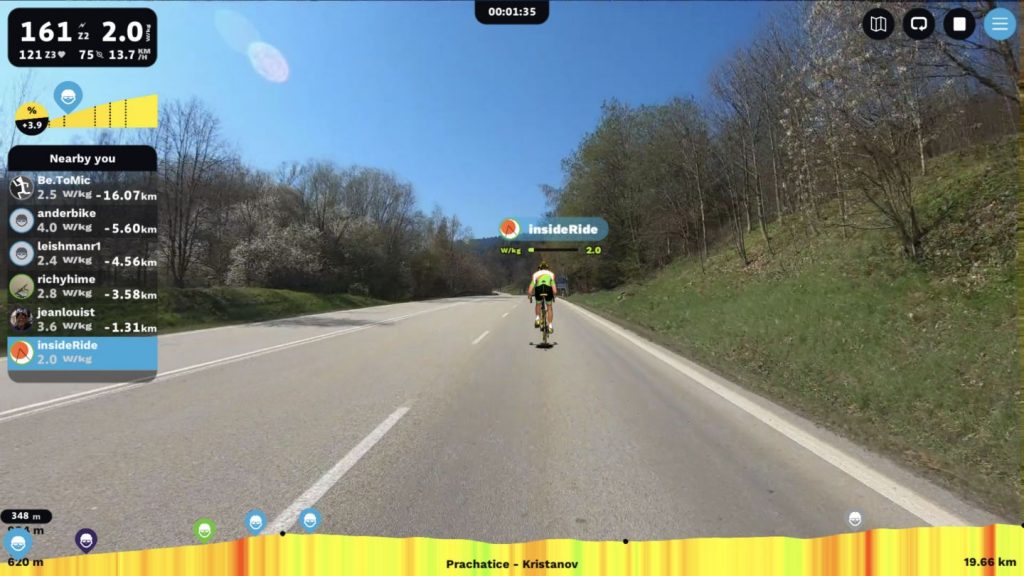 161 Z2 2.0
121 Z3 75 13.7 KM/H
00:01:35
%
+3.9
Nearby you
Be.ToMic
2.5 W/kg -16.07km
anderbike
4.0 W/kg -5.60km
leishmanr1
2.4 W/kg -4.56km
richyhime
2.8 W/kg -3.58km
jeanlouist
3.6 W/kg -1.31km
insideRide
2.0 W/kg
insideRide
W/kg 2.0
348 m
620 m
Prachatice - Kristanov
19.66 km